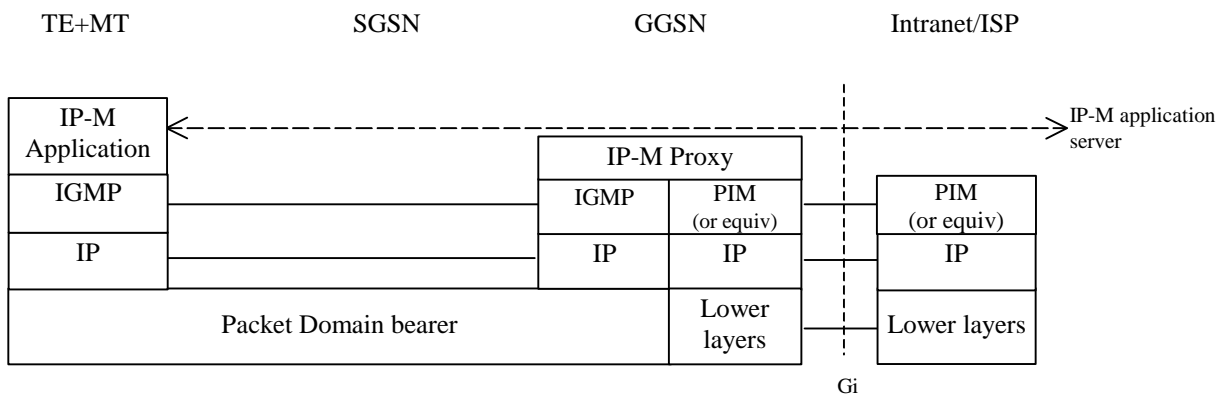 TE+MT SGSN GGSN Intranet/ISP
IP-M
Application
IP-M application
server
IP-M Proxy
IGMP IGMP PIM
(or equiv)
PIM
(or equiv)
IP IP IP IP
Packet Domain bearer
Lower
layers
Lower layers
Gi